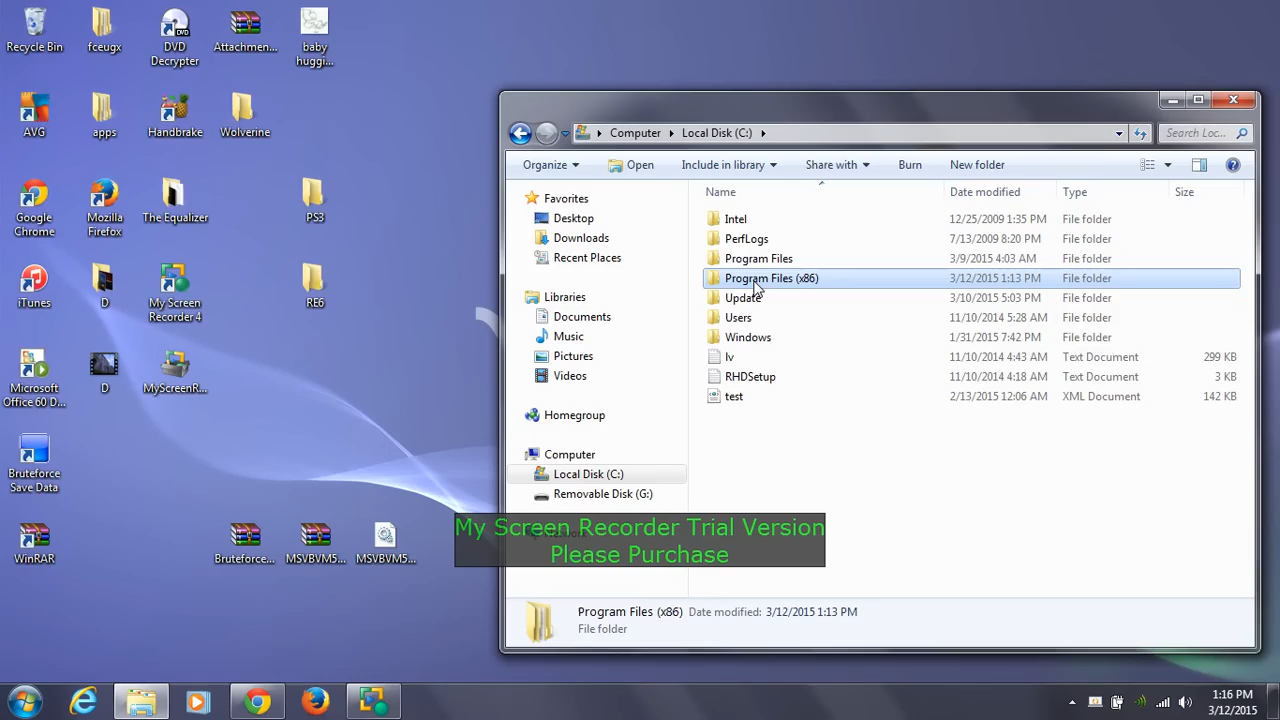 Recycle Bin
fceugx
DVD
Decrypter
Attachmen...
baby
huggi...
AVG
apps
Handbrake
Wolverine
Google
Chrome
Mozilla
Firefox
The Equalizer
PS3
iTunes
D
My Screen
Recorder 4
RE6
Microsoft
Office 60 D...
D
MyScreenR...
Bruteforce
Save Data
WinRAR
Bruteforce...
MSVBVM5...
MSVBVM5...
Computer
Local Disk (C:)
Search Loc...
Organize
Open
Include in library
Share with
Burn
New folder
Favorites
Desktop
Downloads
Recent Places
Libraries
Documents
Music
Pictures
Videos
Homegroup
Computer
Local Disk (C:)
Removable Disk (G:)
Name Date modified Type Size
Intel 12/25/2009 1:35 PM File folder
PerfLogs 7/13/2009 8:20 PM File folder
Program Files 3/9/2015 4:03 AM File folder
Program Files (x86) 3/12/2015 1:13 PM File folder
Update 3/10/2015 5:03 PM File folder
Users 11/10/2014 5:28 AM File folder
Windows 1/31/2015 7:42 PM File folder
lv 11/10/2014 4:43 AM Text Document 299 KB
RHDSetup 11/10/2014 4:18 AM Text Document 3 KB
test 2/13/2015 12:06 AM XML Document 142 KB
My Screen Recorder Trial Version
Please Purchase
Program Files (x86) Date modified: 3/12/2015 1:13 PM
File folder
1:16 PM
3/12/2015